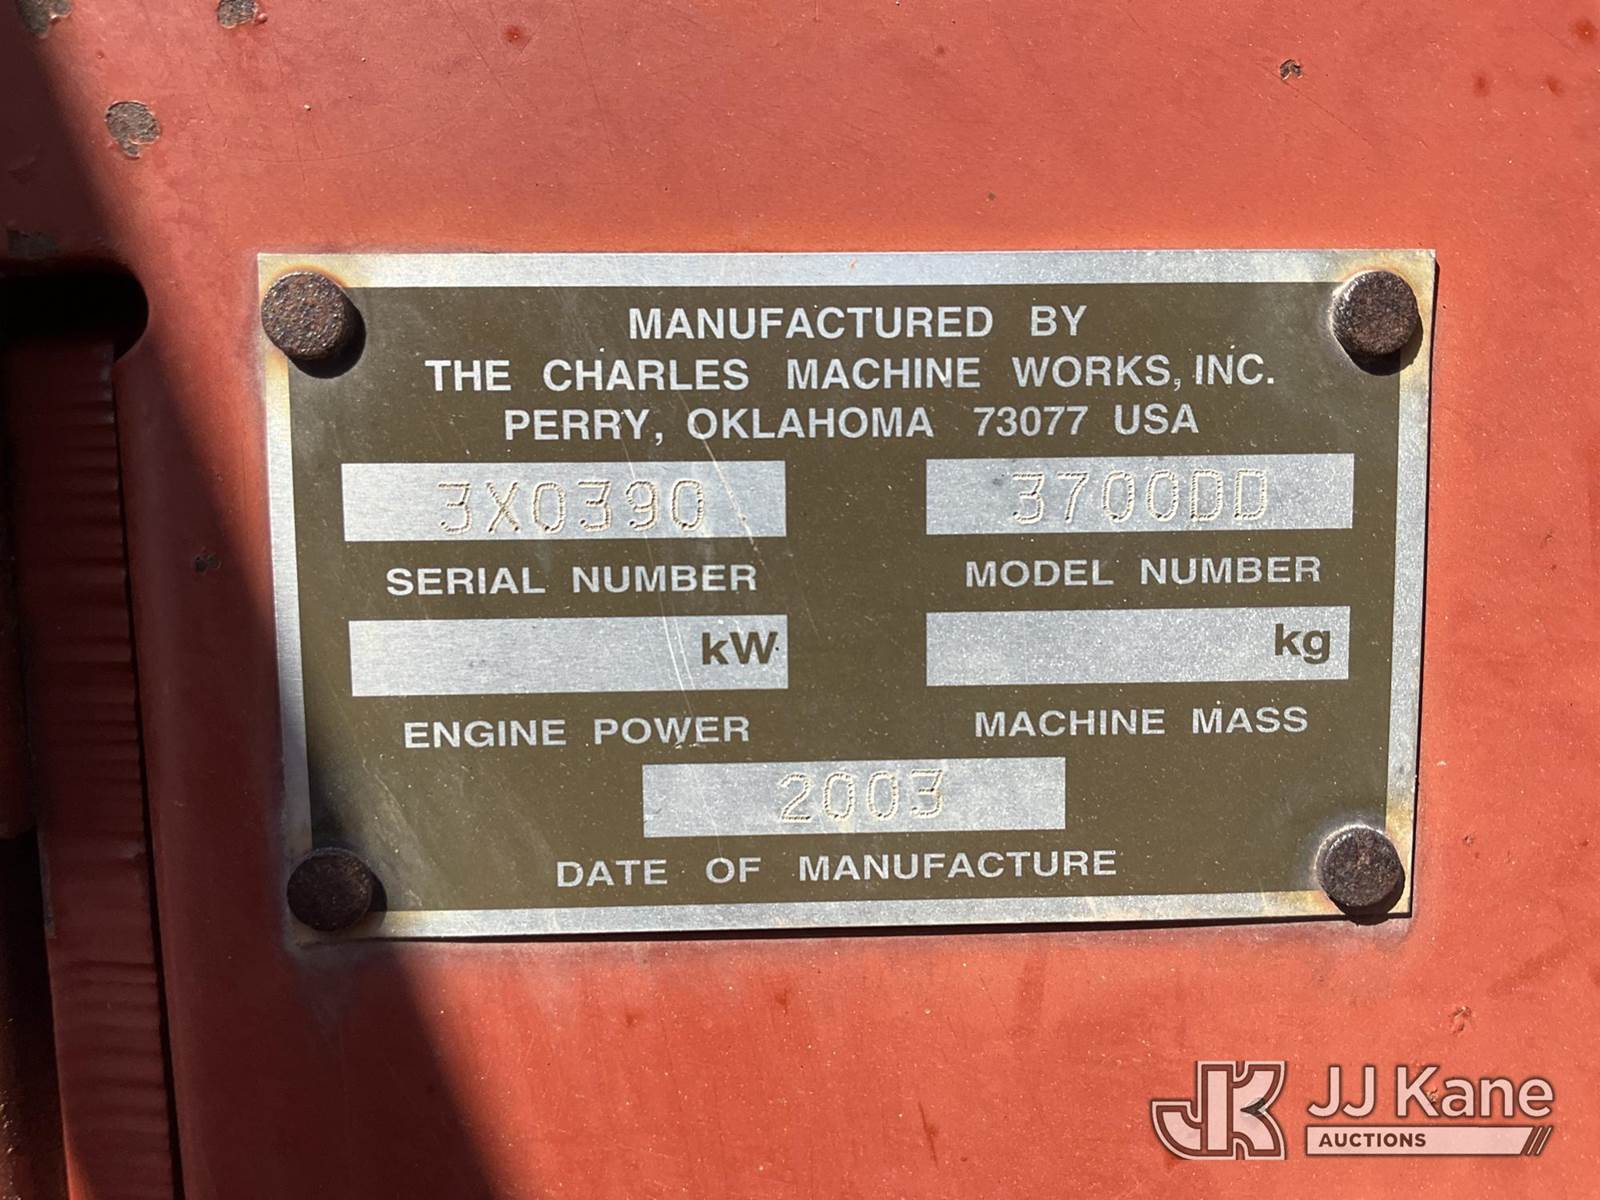 MANUFACTURED BY
THE CHARLES MACHINE WORKS, INC.
PERRY, OKLAHOMA 73077 USA
3X0390 3700DD
SERIAL NUMBER MODEL NUMBER
kW kg
ENGINE POWER MACHINE MASS
2003
DATE OF MANUFACTURE
JK JJ Kane
AUCTIONS